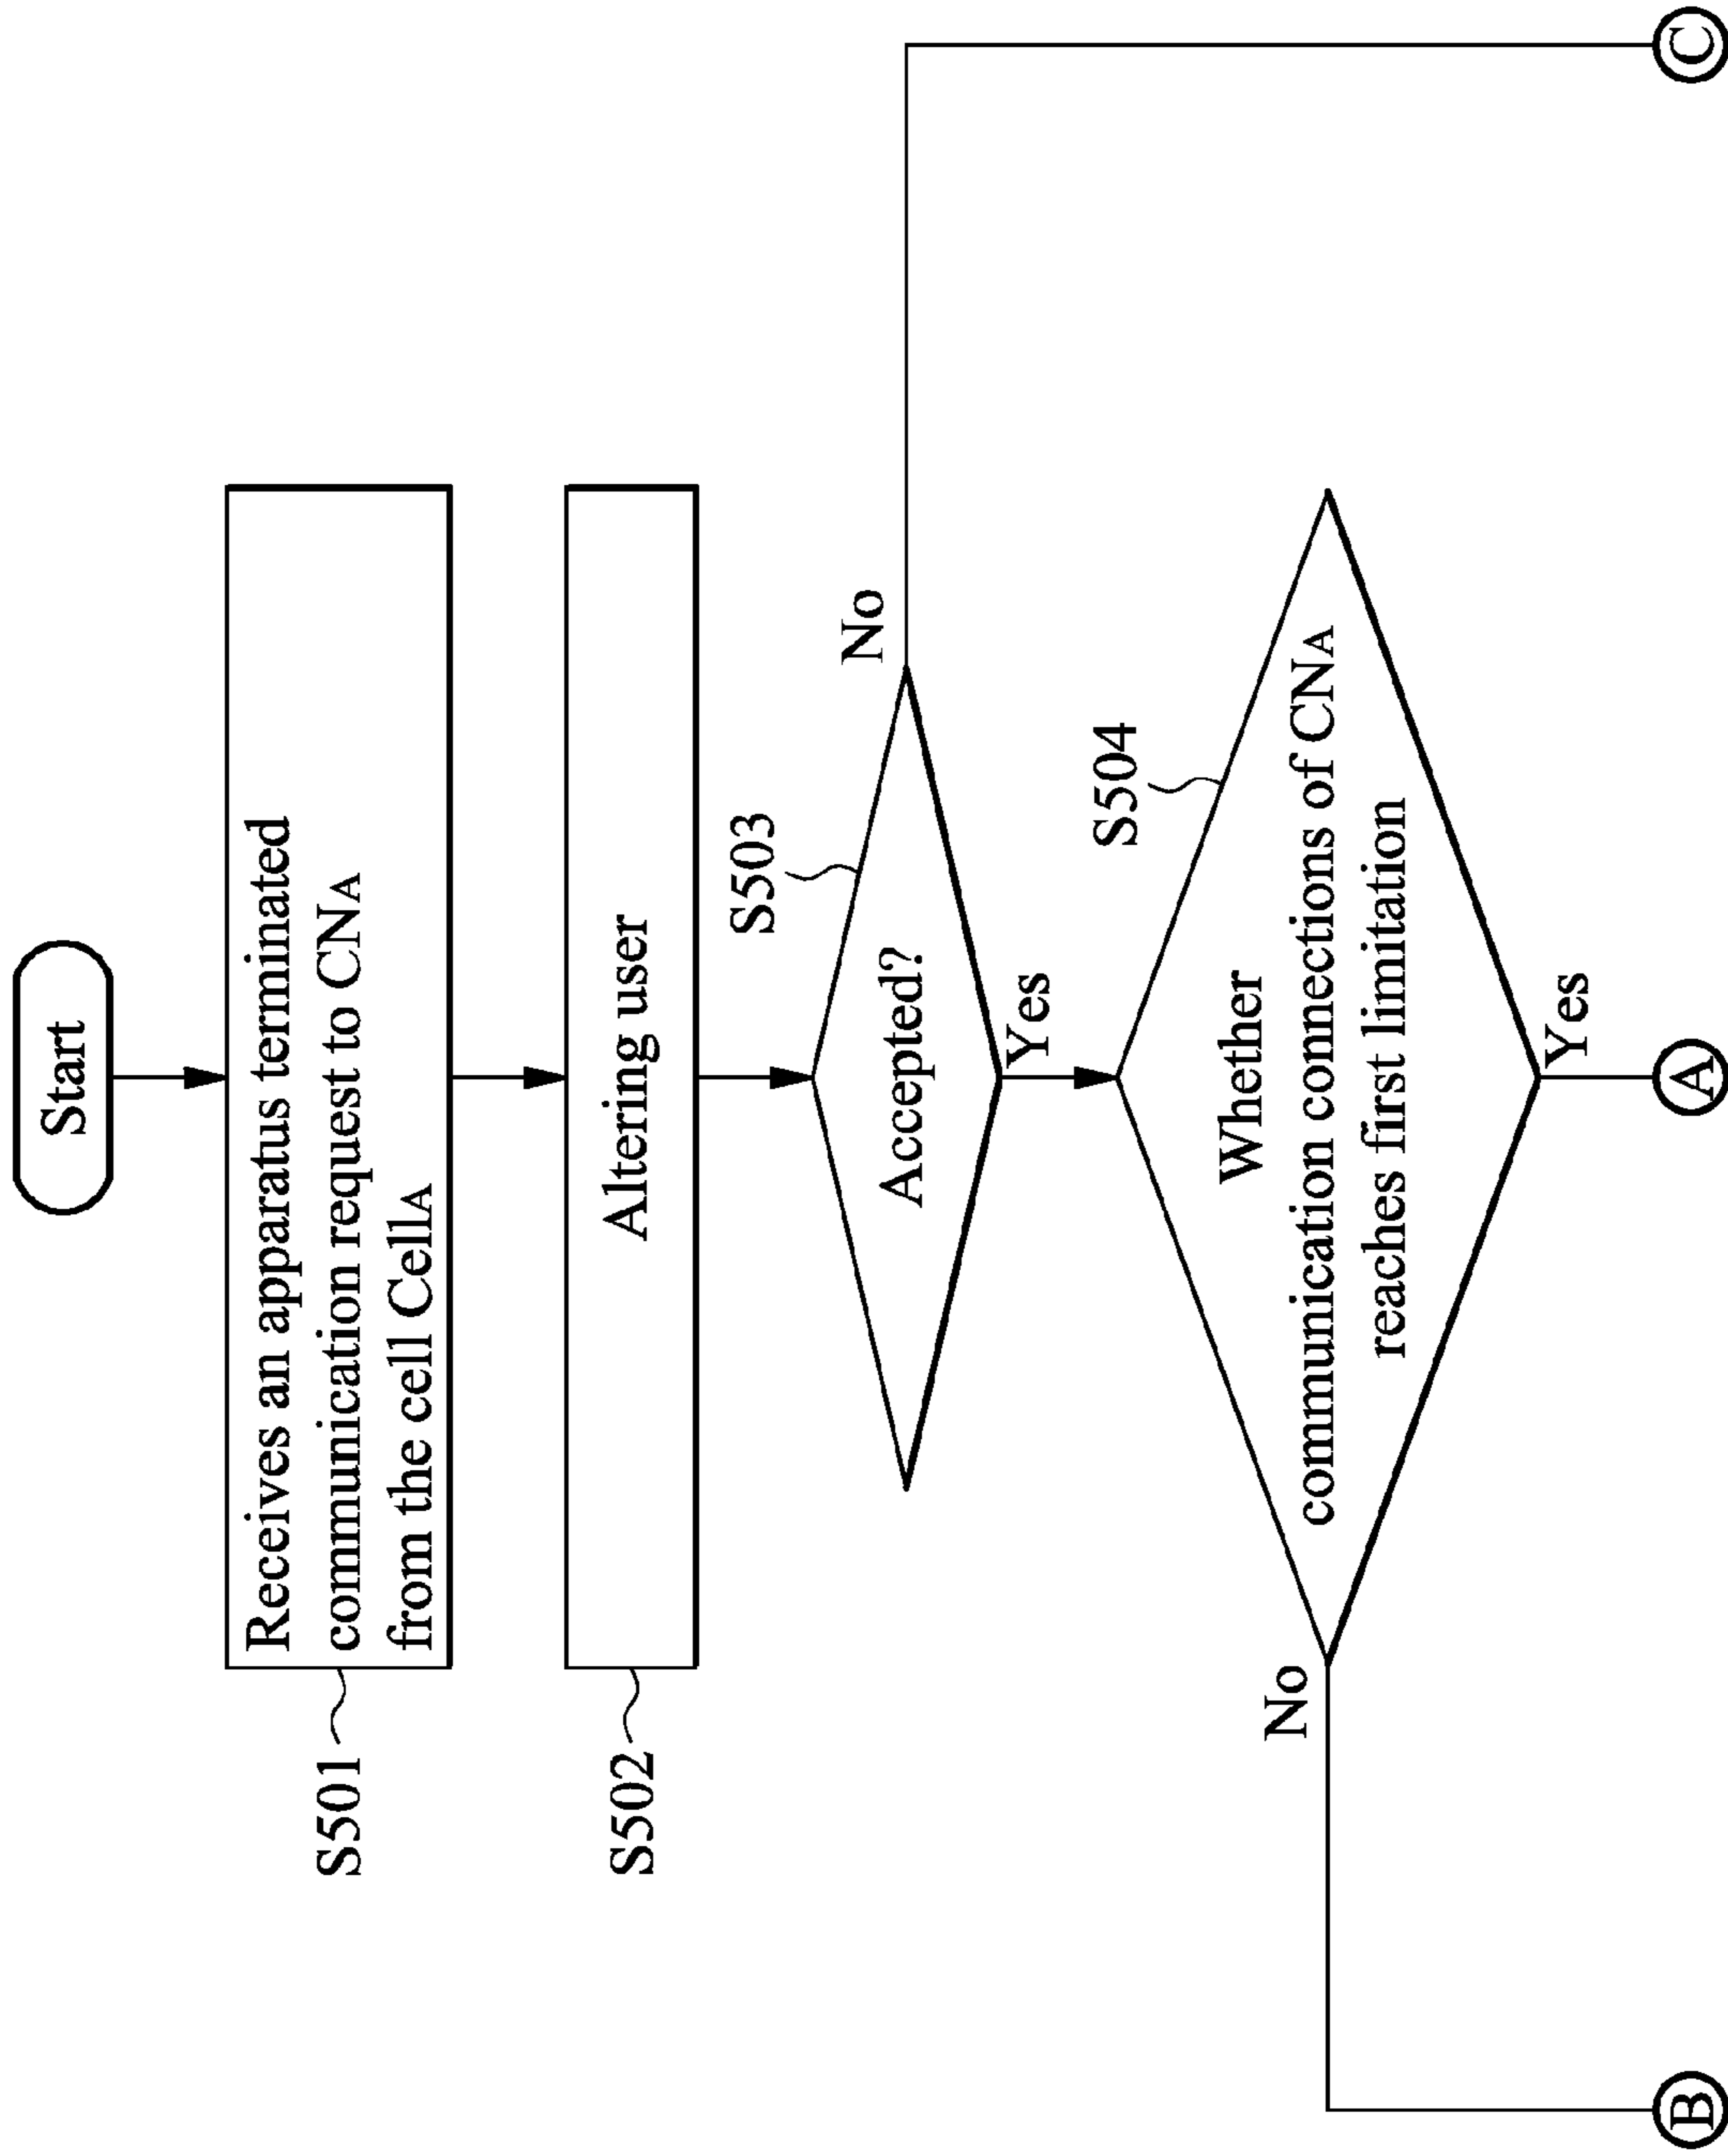 Start
S501
Receives an apparatus terminated
communication request to CNA
from the cell CellA
S502
Altering user
S503
Accepted?
No
Yes
S504
Whether
communication connections of CNA
reaches first limitation
No
Yes
B
A
C